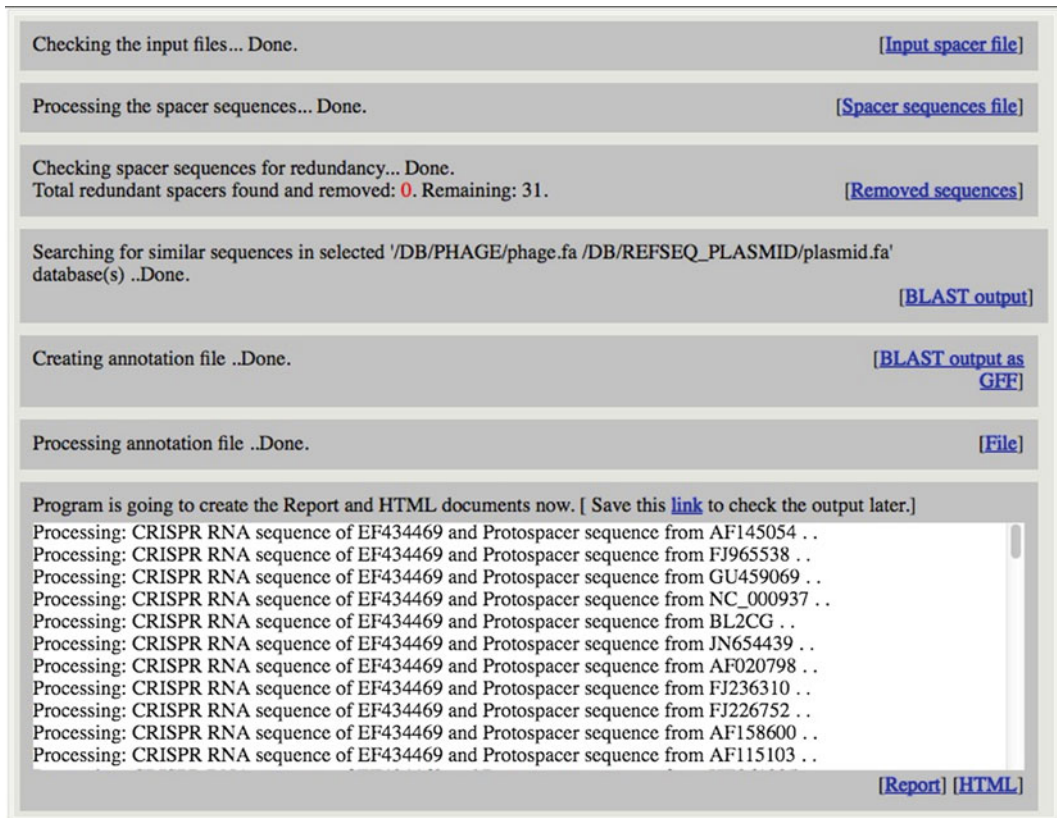 Checking the input files... Done. [Input spacer file]
Processing the spacer sequences... Done. [Spacer sequences file]
Checking spacer sequences for redundancy... Done.
Total redundant spacers found and removed: 0. Remaining: 31. [Removed sequences]
Searching for similar sequences in selected '/DB/PHAGE/phage.fa /DB/REFSEQ_PLASMID/plasmid.fa'
database(s) ..Done.
[BLAST output]
Creating annotation file ..Done. [BLAST output as
GFF]
Processing annotation file ..Done. [File]
Program is going to create the Report and HTML documents now. [ Save this link to check the output later.]
Processing: CRISPR RNA sequence of EF434469 and Protospacer sequence from AF145054 . .
Processing: CRISPR RNA sequence of EF434469 and Protospacer sequence from FJ965538 . .
Processing: CRISPR RNA sequence of EF434469 and Protospacer sequence from GU459069 . .
Processing: CRISPR RNA sequence of EF434469 and Protospacer sequence from NC_000937 . .
Processing: CRISPR RNA sequence of EF434469 and Protospacer sequence from BL2CG . .
Processing: CRISPR RNA sequence of EF434469 and Protospacer sequence from JN654439 . .
Processing: CRISPR RNA sequence of EF434469 and Protospacer sequence from AF020798 . .
Processing: CRISPR RNA sequence of EF434469 and Protospacer sequence from FJ236310 . .
Processing: CRISPR RNA sequence of EF434469 and Protospacer sequence from FJ226752 . .
Processing: CRISPR RNA sequence of EF434469 and Protospacer sequence from AF158600 . .
Processing: CRISPR RNA sequence of EF434469 and Protospacer sequence from AF115103 . .
[Report] [HTML]